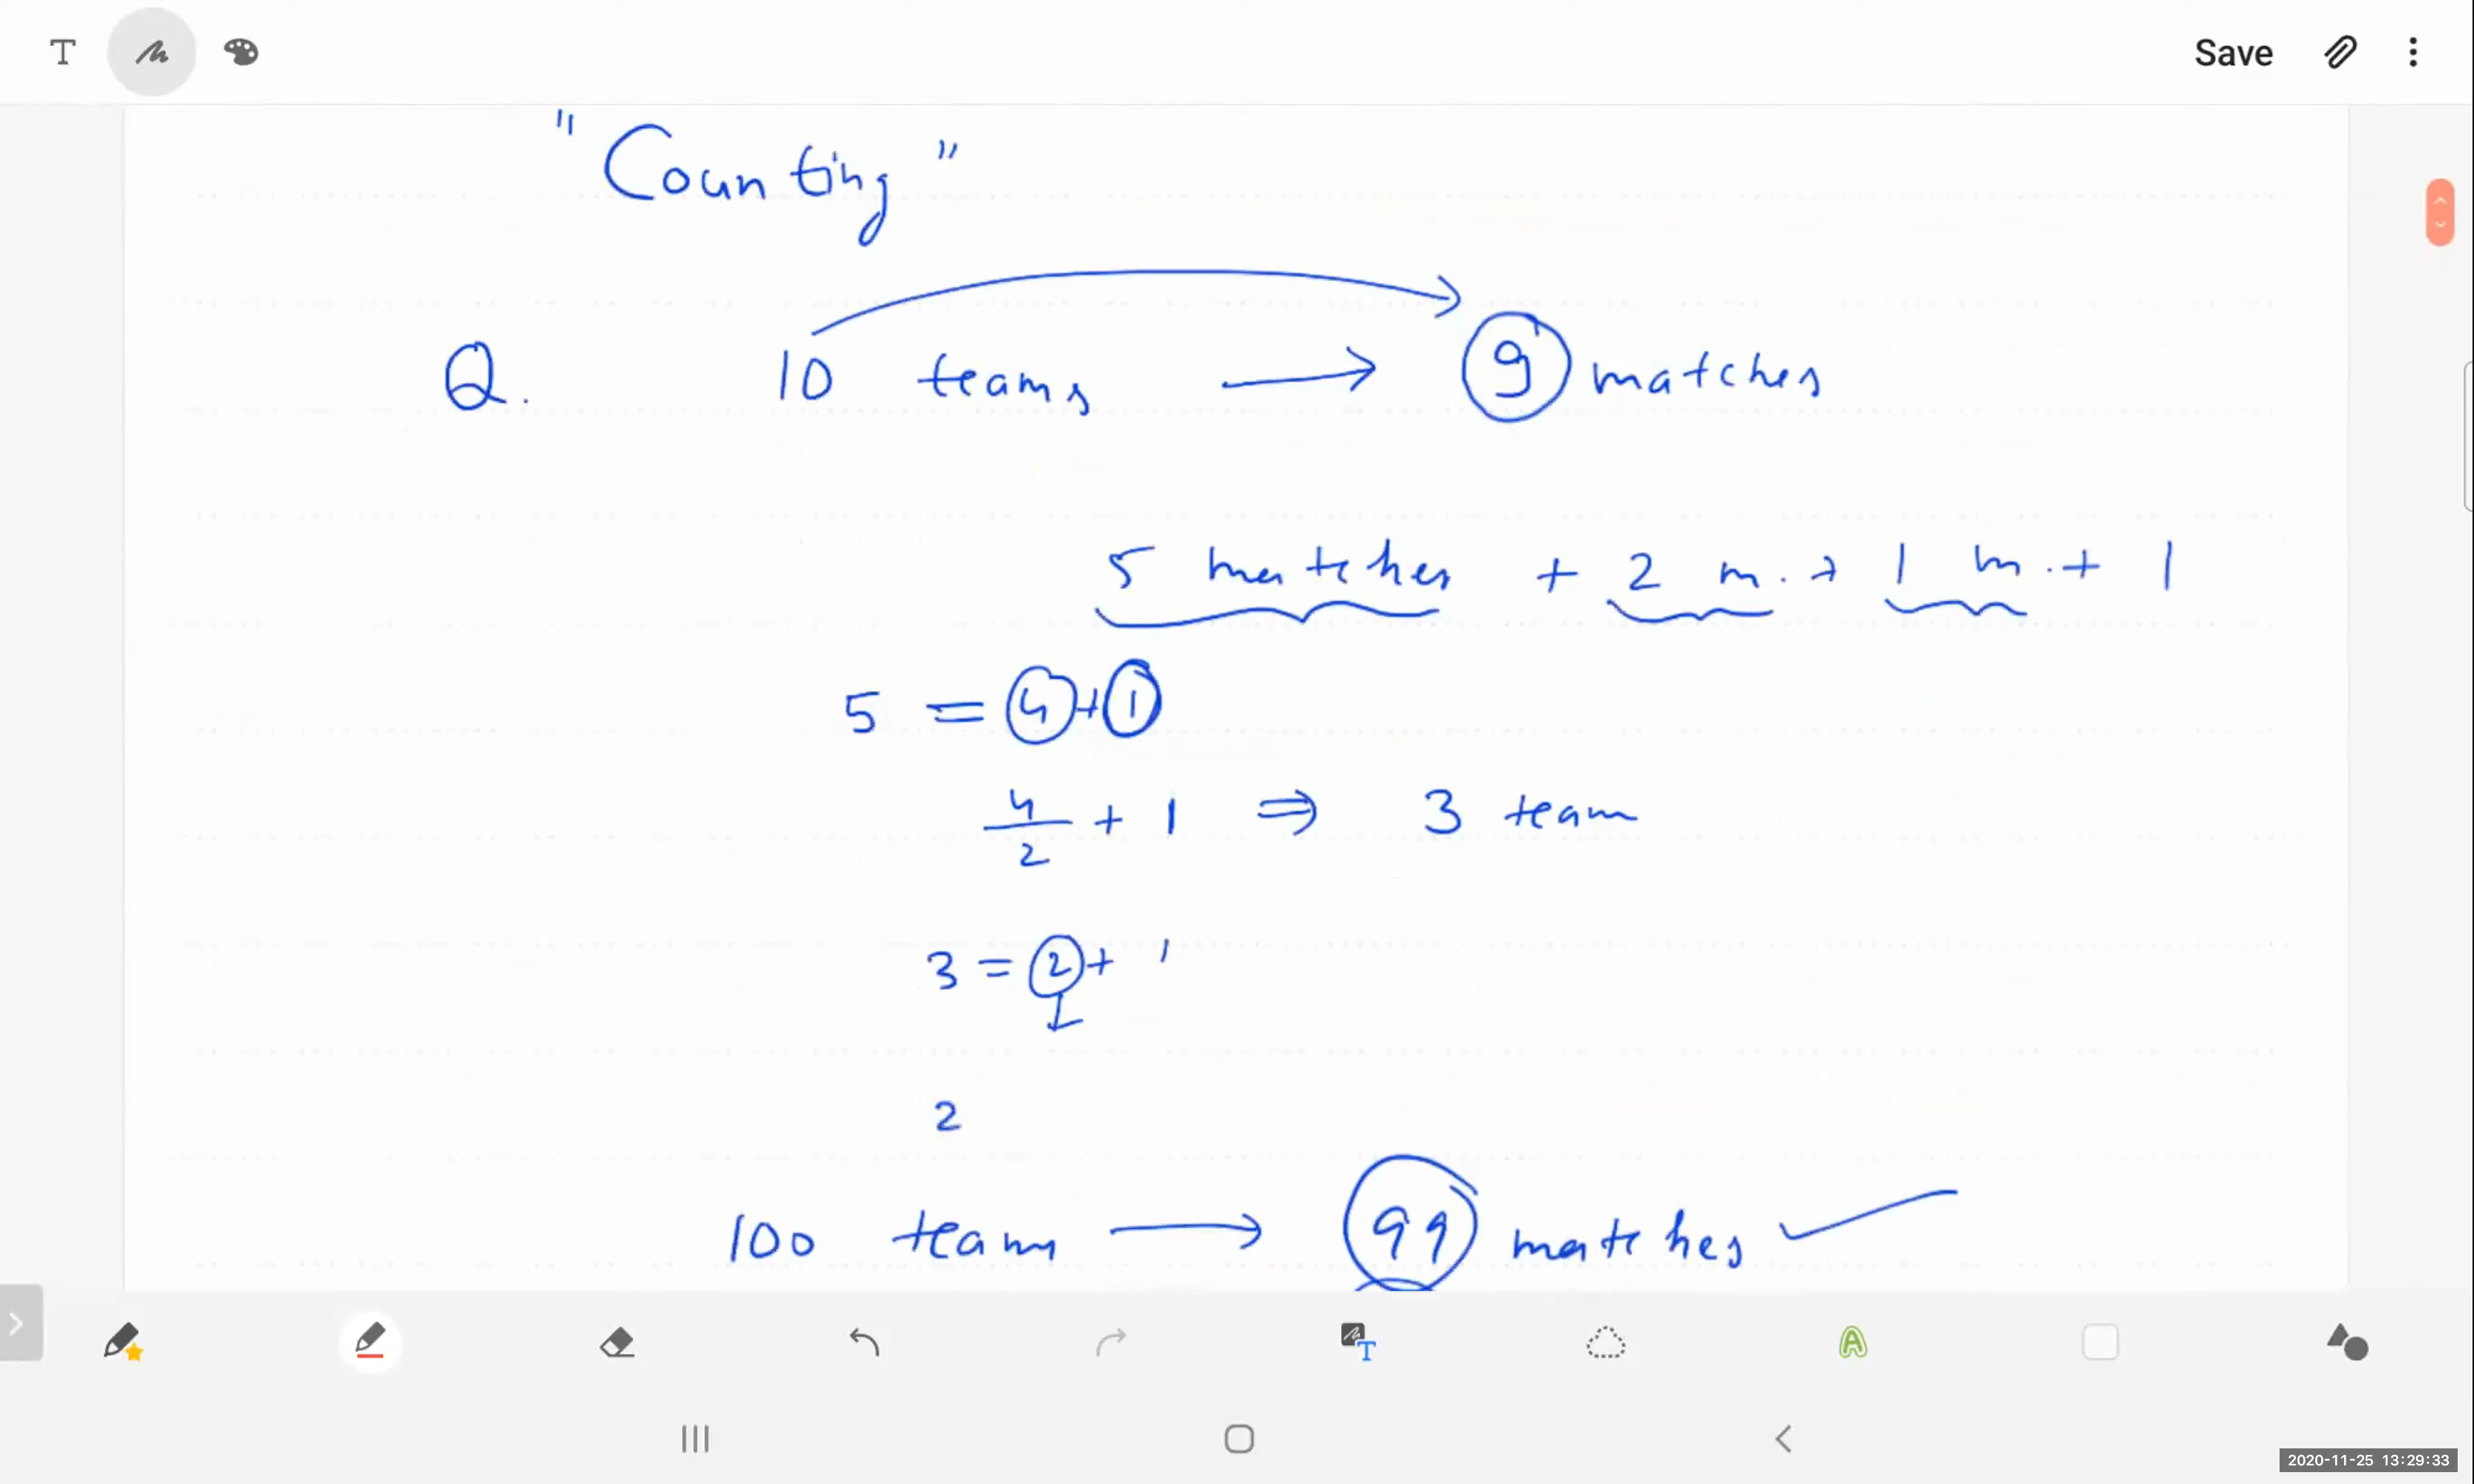 Save
"Counting"
Q. 10 teams → 9 matches
5 matches + 2 m. + 1 m. + 1
5 = 4 + 1
4/2 + 1 ⇒ 3 team
3 = 2 + 1
1
2
100 team → 99 matches ✓
2020-11-25 13:29:33